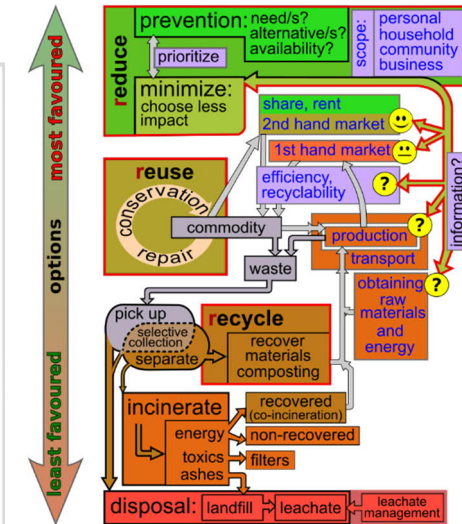 most favoured
options
least favoured
reduce
prevention: need/s?
alternative/s?
availability?
prioritize
scope:
personal
household
community
business
minimize:
choose less
impact
share, rent
2nd hand market
1st hand market
efficiency,
recyclability
?
information?
reuse
conservation
repair
commodity
production
?
transport
waste
obtaining
raw
materials
and
energy
?
pick up
selective
collection
separate
recycle
recover
materials
composting
incinerate
energy
toxics
ashes
recovered
(co-incineration)
non-recovered
filters
disposal:
landfill
leachate
leachate
management